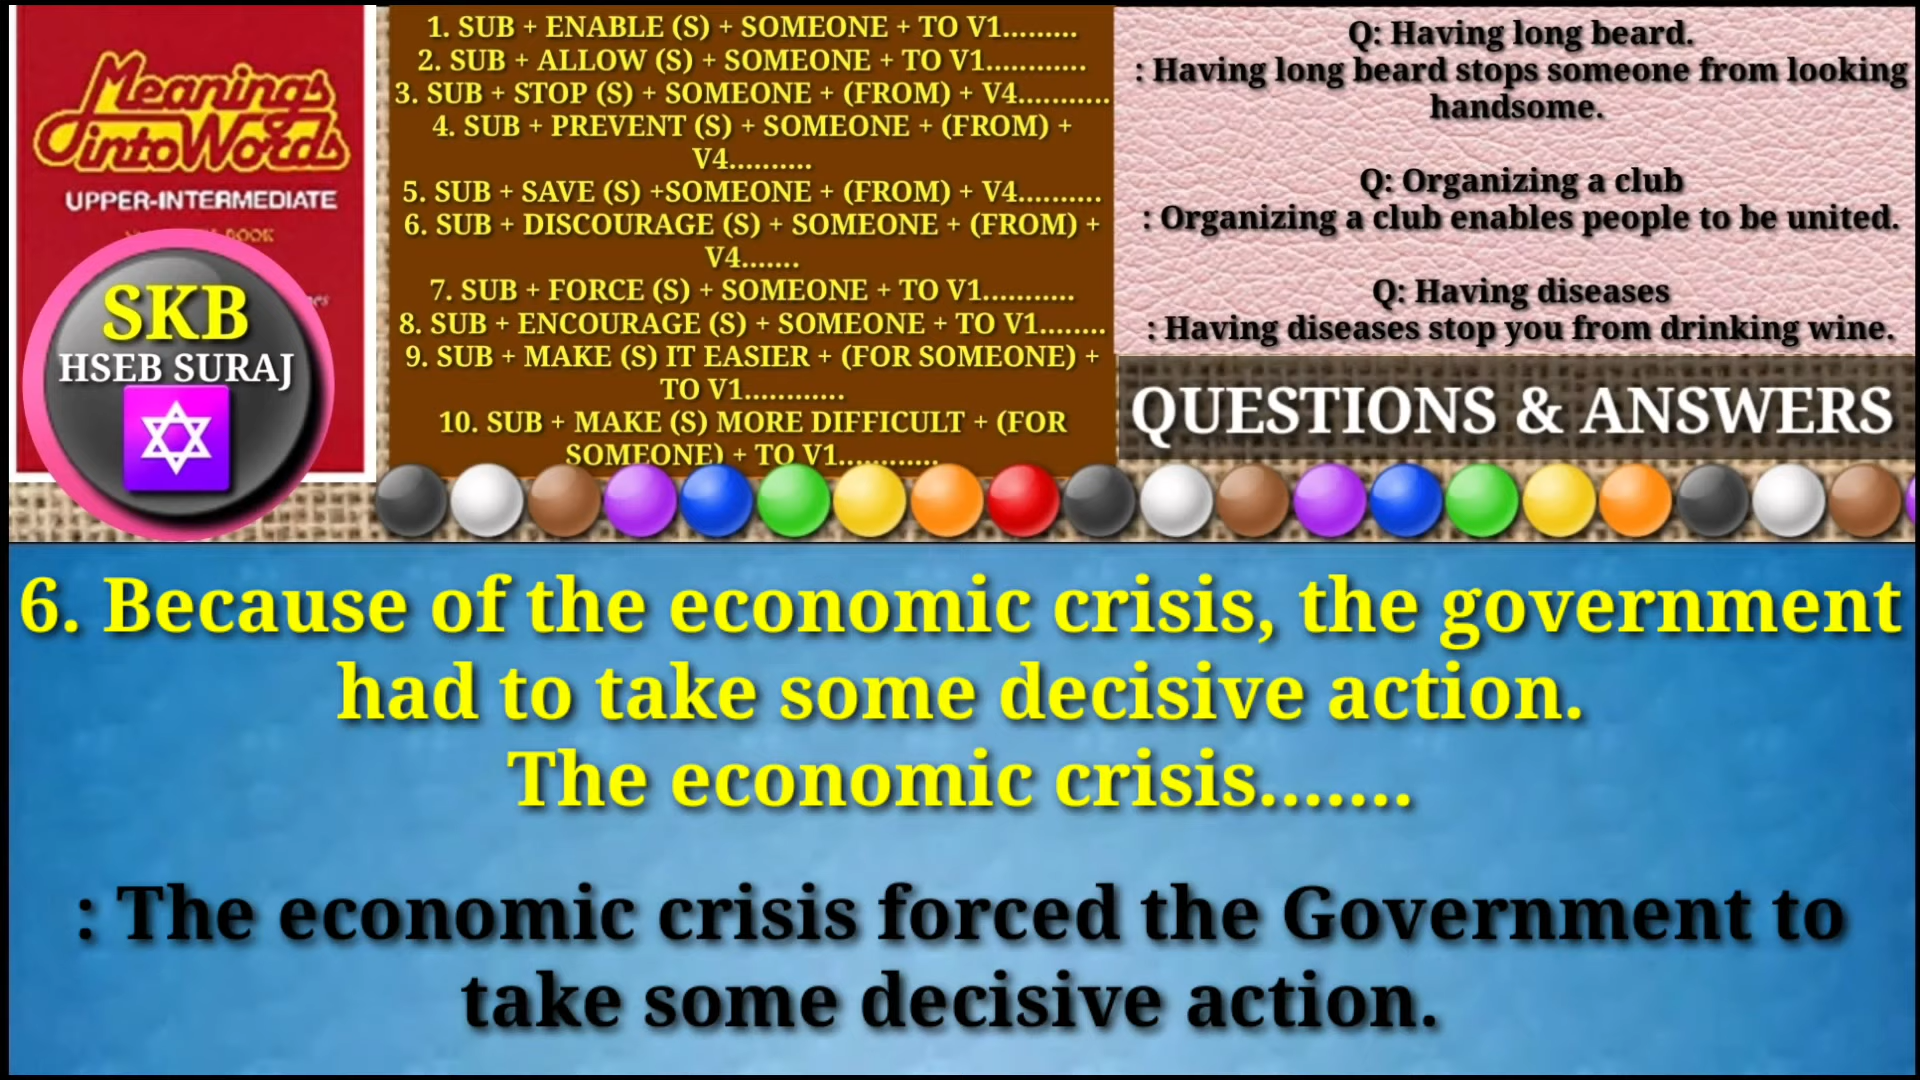 Meanings
into Words
UPPER-INTERMEDIATE
BOOK
SKB
HSEB SURAJ
1. SUB + ENABLE (S) + SOMEONE + TO V1.........
2. SUB + ALLOW (S) + SOMEONE + TO V1............
3. SUB + STOP (S) + SOMEONE + (FROM) + V4...........
4. SUB + PREVENT (S) + SOMEONE + (FROM) +
V4..........
5. SUB + SAVE (S) +SOMEONE + (FROM) + V4..........
6. SUB + DISCOURAGE (S) + SOMEONE + (FROM) +
V4.......
7. SUB + FORCE (S) + SOMEONE + TO V1...........
8. SUB + ENCOURAGE (S) + SOMEONE + TO V1........
9. SUB + MAKE (S) IT EASIER + (FOR SOMEONE) +
TO V1............
10. SUB + MAKE (S) MORE DIFFICULT + (FOR
SOMEONE) + TO V1............
Q: Having long beard.
: Having long beard stops someone from looking
handsome.
Q: Organizing a club
: Organizing a club enables people to be united.
Q: Having diseases
: Having diseases stop you from drinking wine.
QUESTIONS & ANSWERS
6. Because of the economic crisis, the government
had to take some decisive action.
The economic crisis.......
: The economic crisis forced the Government to
take some decisive action.